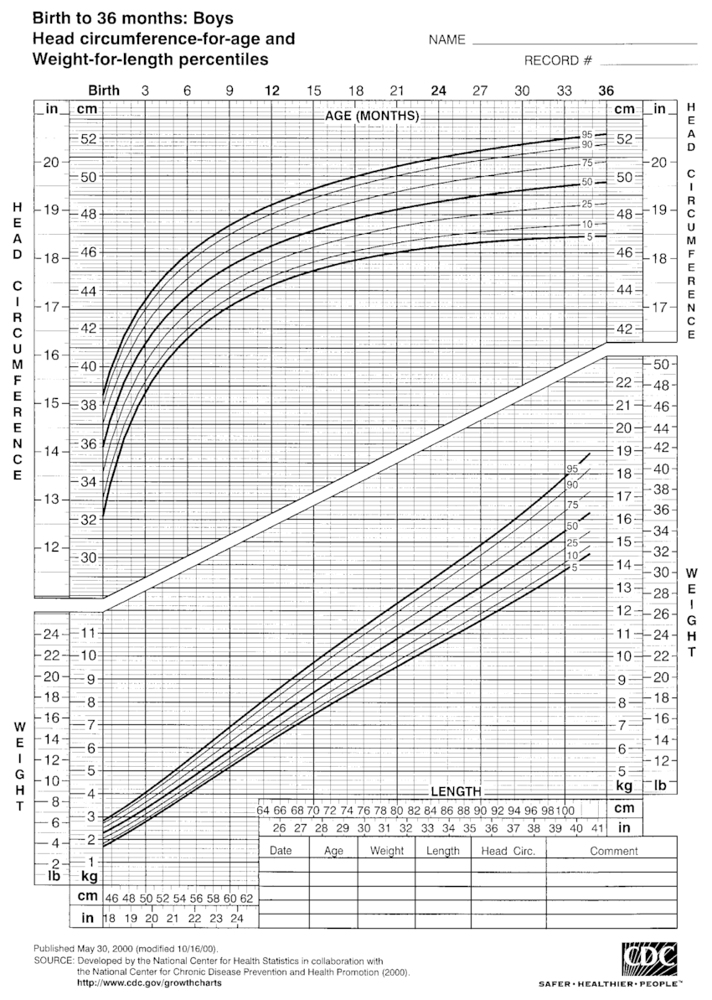 Birth to 36 months: Boys
Head circumference-for-age and
Weight-for-length percentiles
NAME
RECORD #
Birth 3 6 9 12 15 18 21 24 27 30 33 36
in cm AGE (MONTHS) cm in
HEAD CIRCUMFERENCE
95
52 52
90
20 75 20
50 50 50
25
19 19
48 48
10
5
46 46
18 18
44 44
17 17
42 42
16
40
50
22 48
38
15 21 46
36 20 44
14 19 42
95
34 18 40
90
13 17 38
75
32 16 36
50
34
12 15
25
30 32
10
14
5
30
13
28
12
26
24 11 11 24
22 10 10 22
20 9 9 20
18 8 8 18
16 7 7 16
14 6 6 14
12 5 5 12
10 4 LENGTH kg lb
8 3
6 2
4 1
2
lb kg
HEAD CIRCUMFERENCE
WEIGHT
WEIGHT
64 66 68 70 72 74 76 78 80 82 84 86 88 90 92 94 96 98 100 cm
26 27 28 29 30 31 32 33 34 35 36 37 38 39 40 41 in
Date Age Weight Length Head Circ. Comment
cm 46 48 50 52 54 56 58 60 62
in 18 19 20 21 22 23 24
Published May 30, 2000 (modified 10/16/00).
SOURCE: Developed by the National Center for Health Statistics in collaboration with
the National Center for Chronic Disease Prevention and Health Promotion (2000).
http://www.cdc.gov/growthcharts
CDC
SAFER • HEALTHIER • PEOPLE™